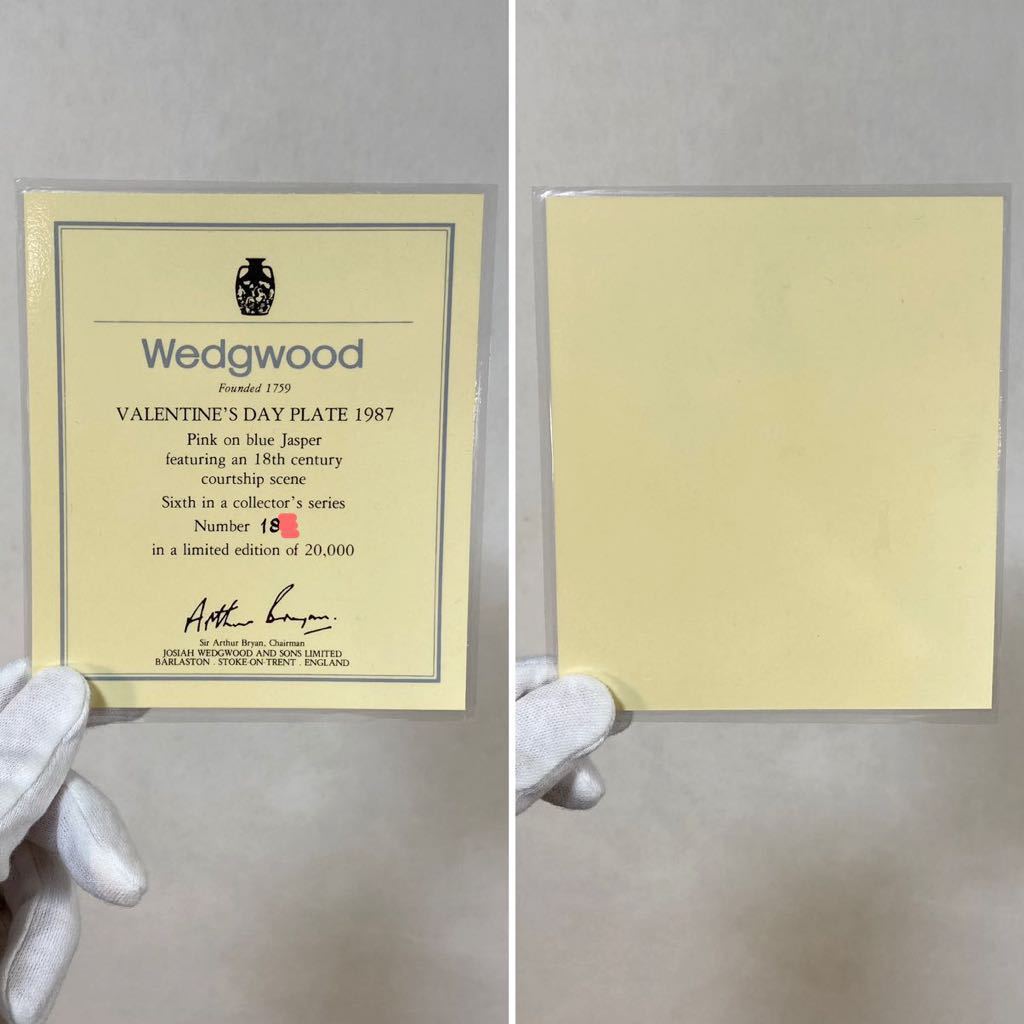 Wedgwood
Founded 1759
VALENTINE'S DAY PLATE 1987
Pink on blue Jasper
featuring an 18th century
courtship scene
Sixth in a collector's series
Number 18
in a limited edition of 20,000
Arthur Bryan.
Sir Arthur Bryan, Chairman
JOSIAH WEDGWOOD AND SONS LIMITED
BARLASTON . STOKE-ON-TRENT . ENGLAND